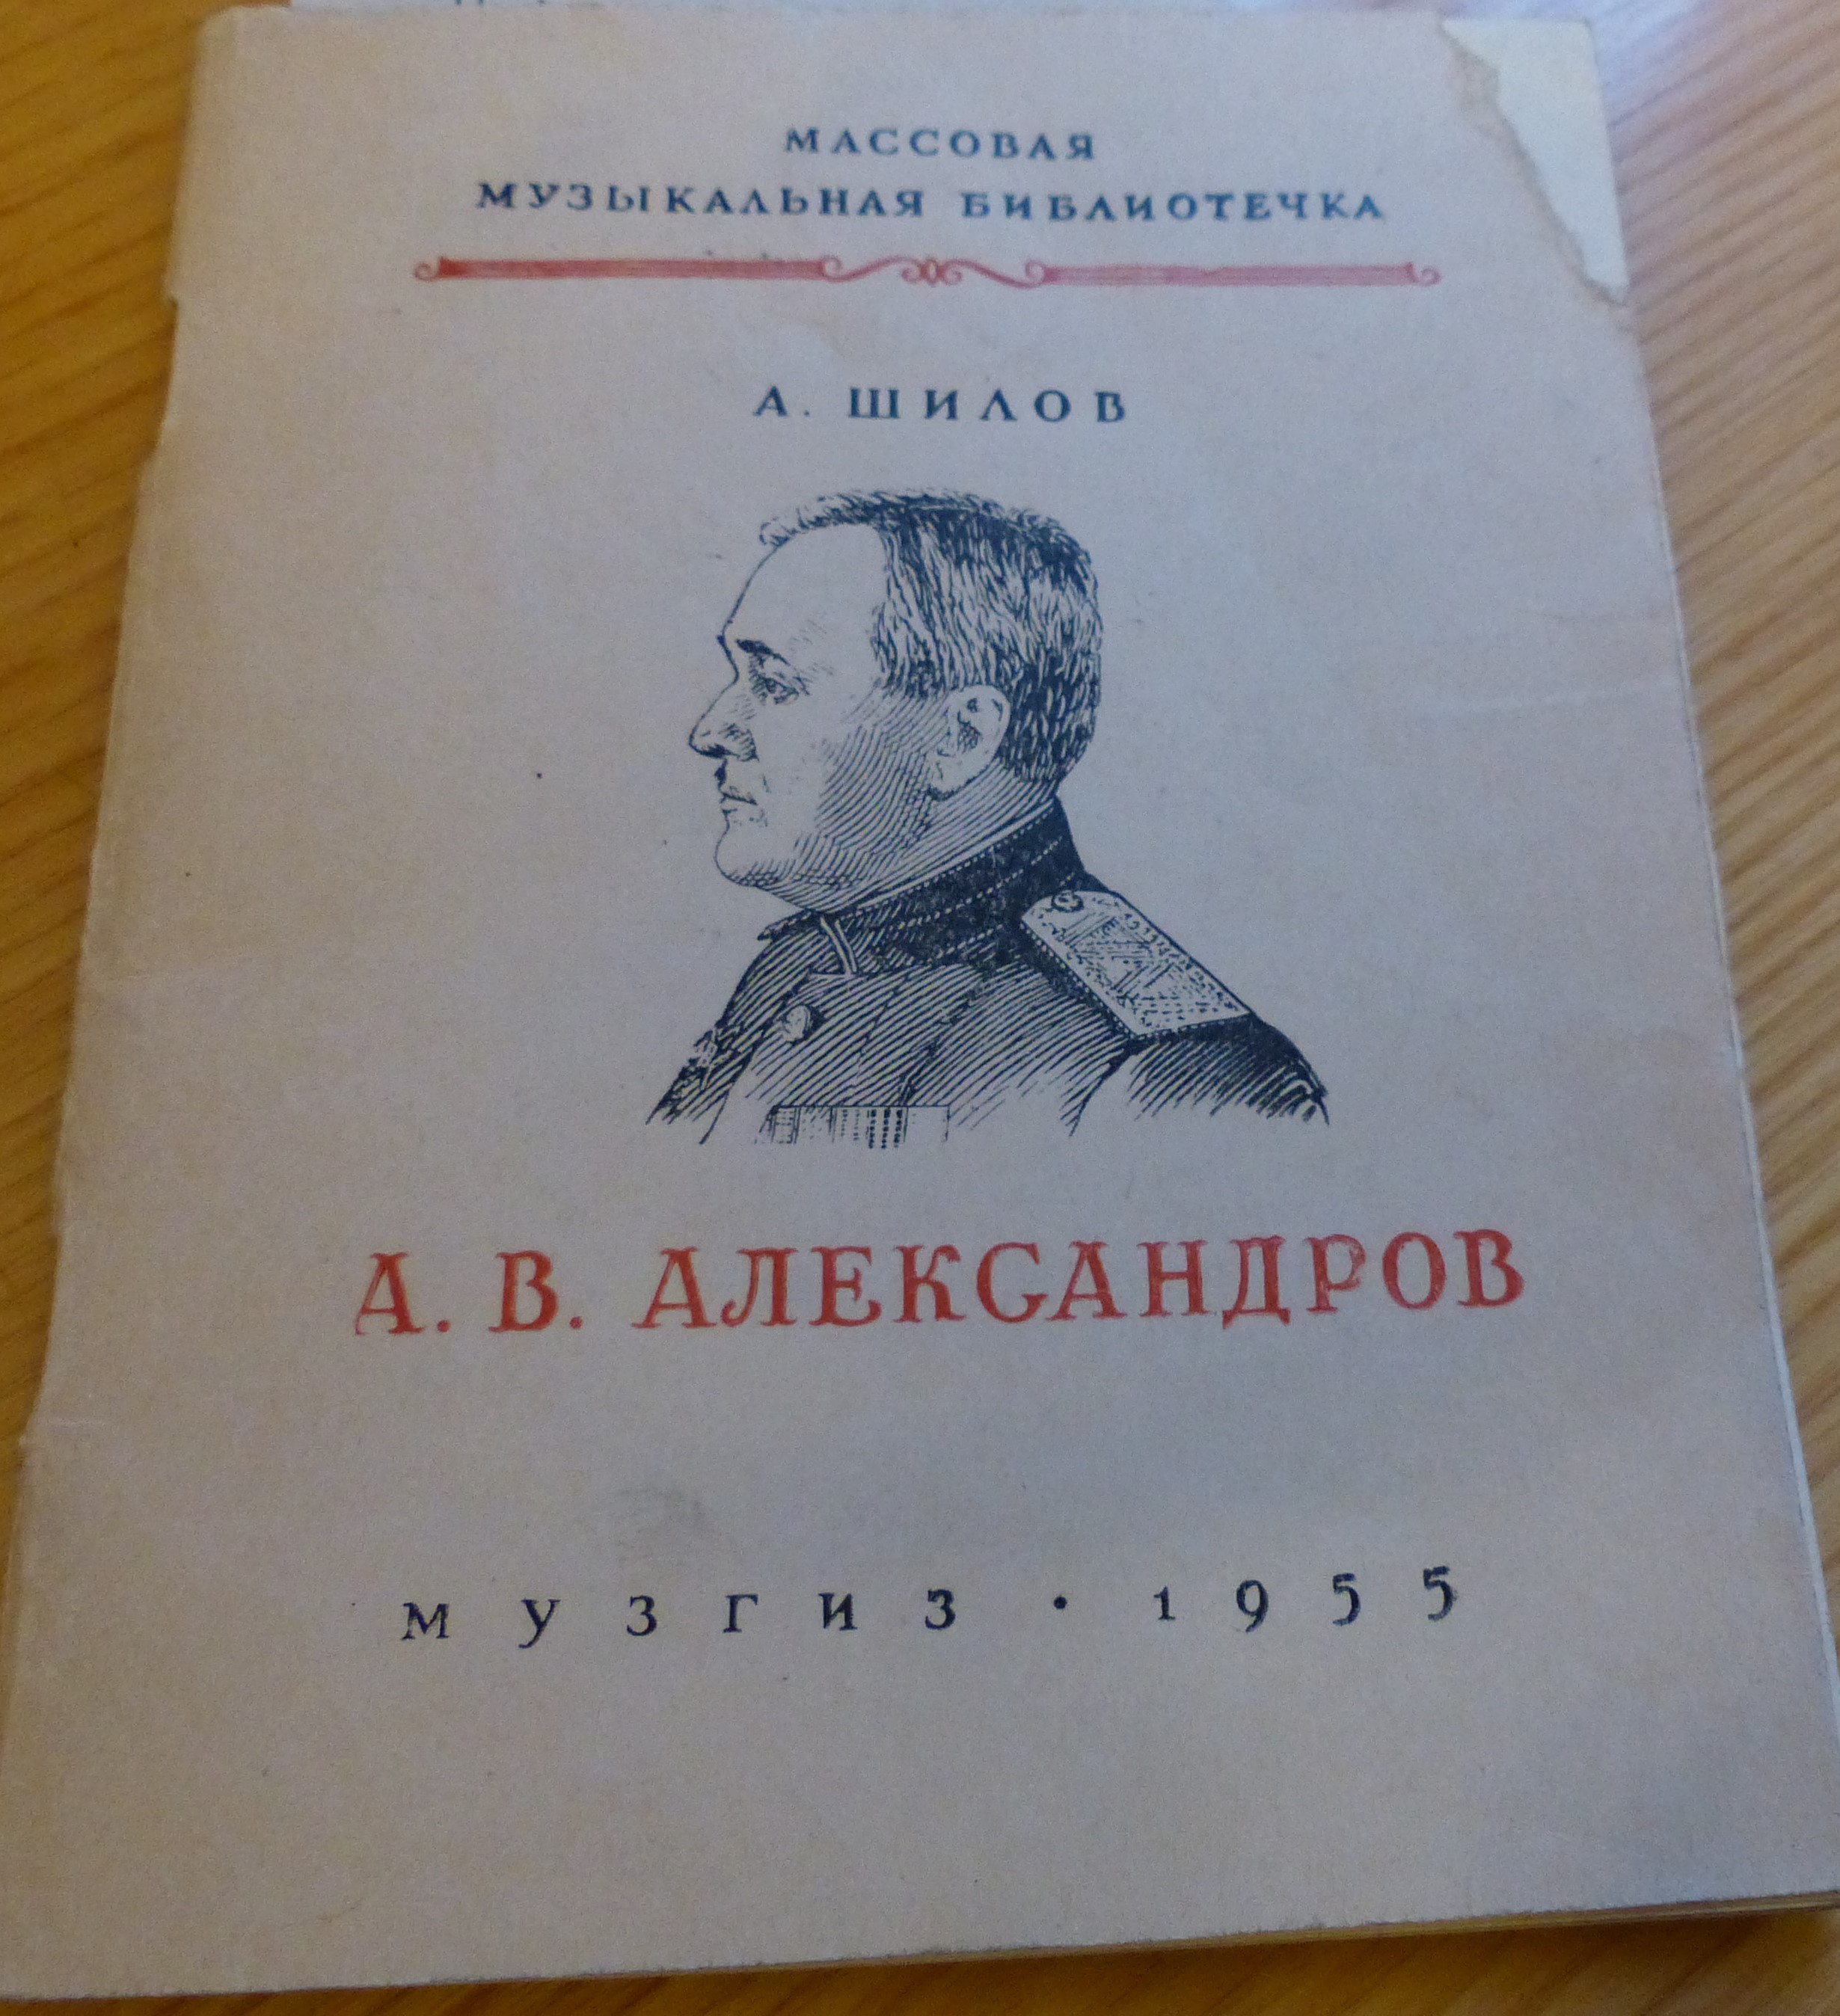 МАССОВАЯ
МУЗЫКАЛЬНАЯ БИБЛИОТЕЧКА
А. ШИЛОВ
А. В. АЛЕКСАНДРОВ
МУЗГИЗ • 1955